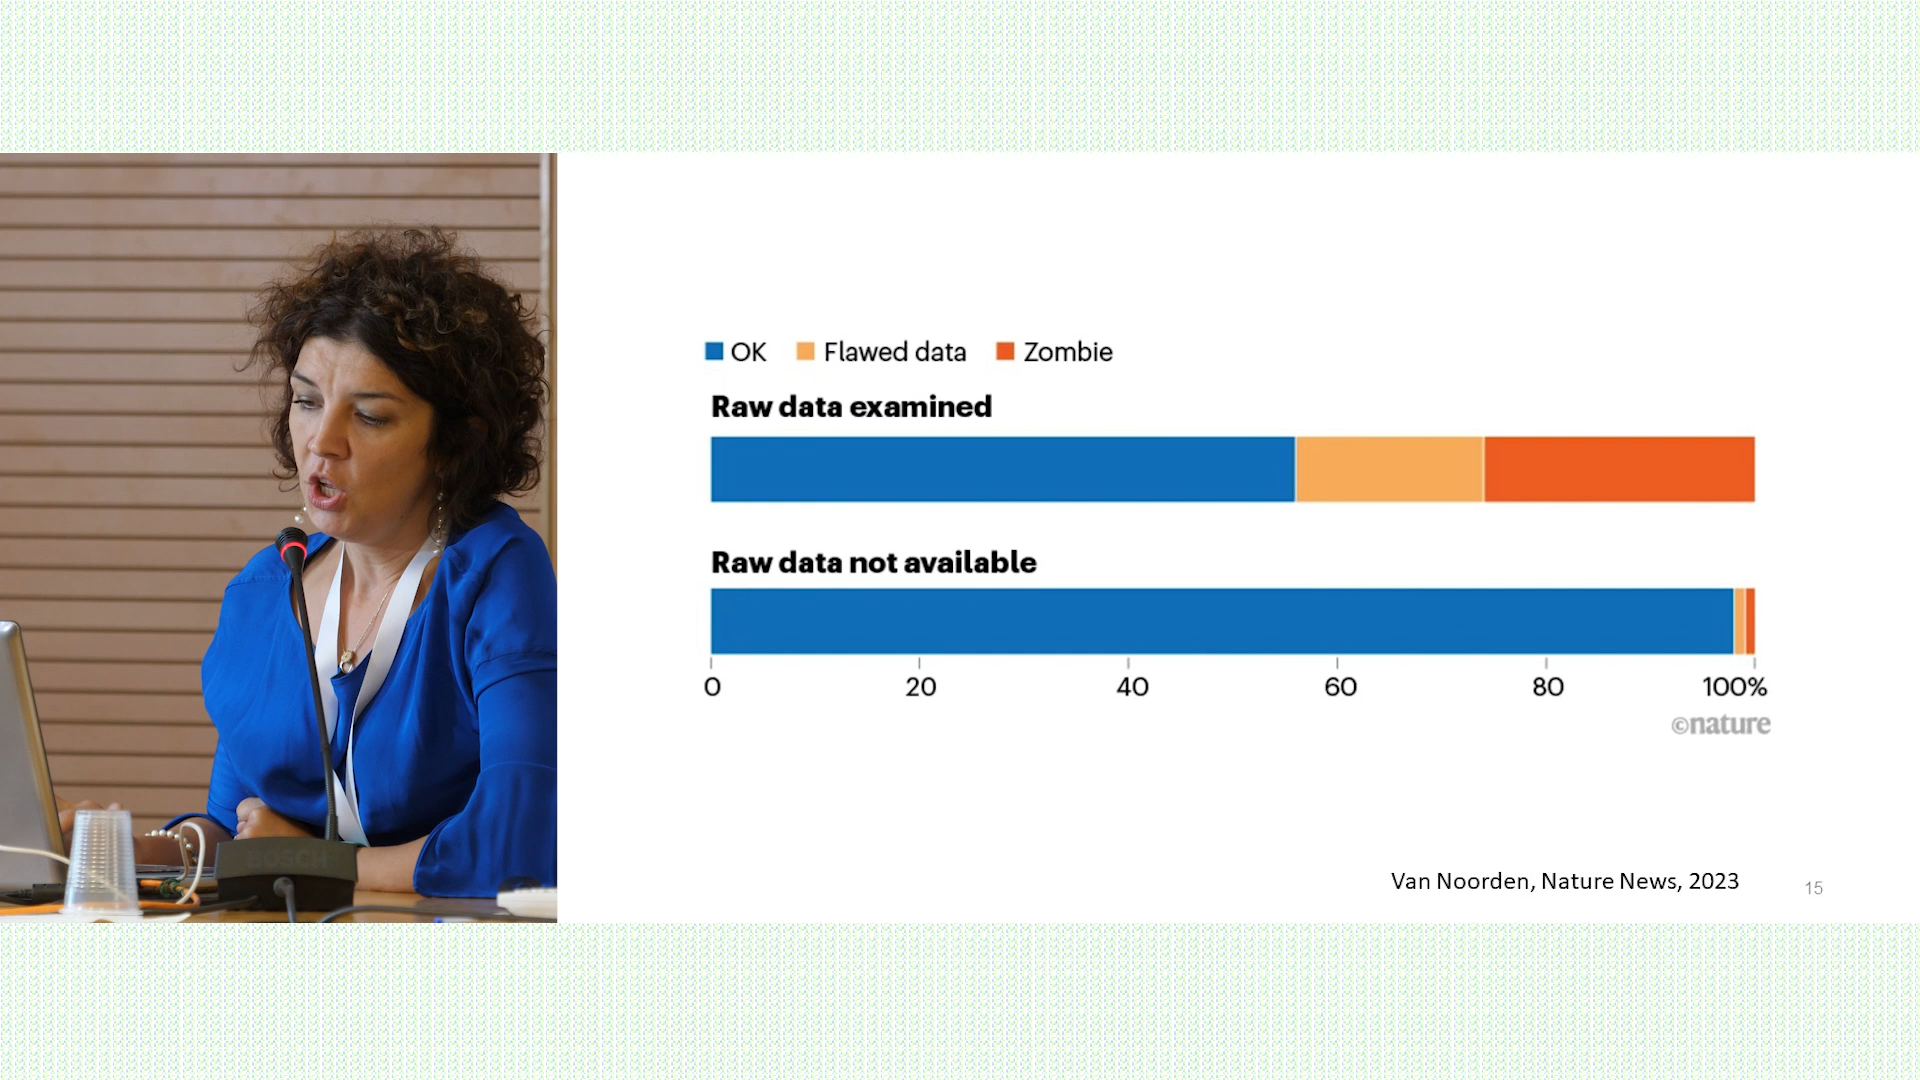 OK Flawed data Zombie
Raw data examined
Raw data not available
0 20 40 60 80 100%
©nature
Van Noorden, Nature News, 2023
15
BOSCH